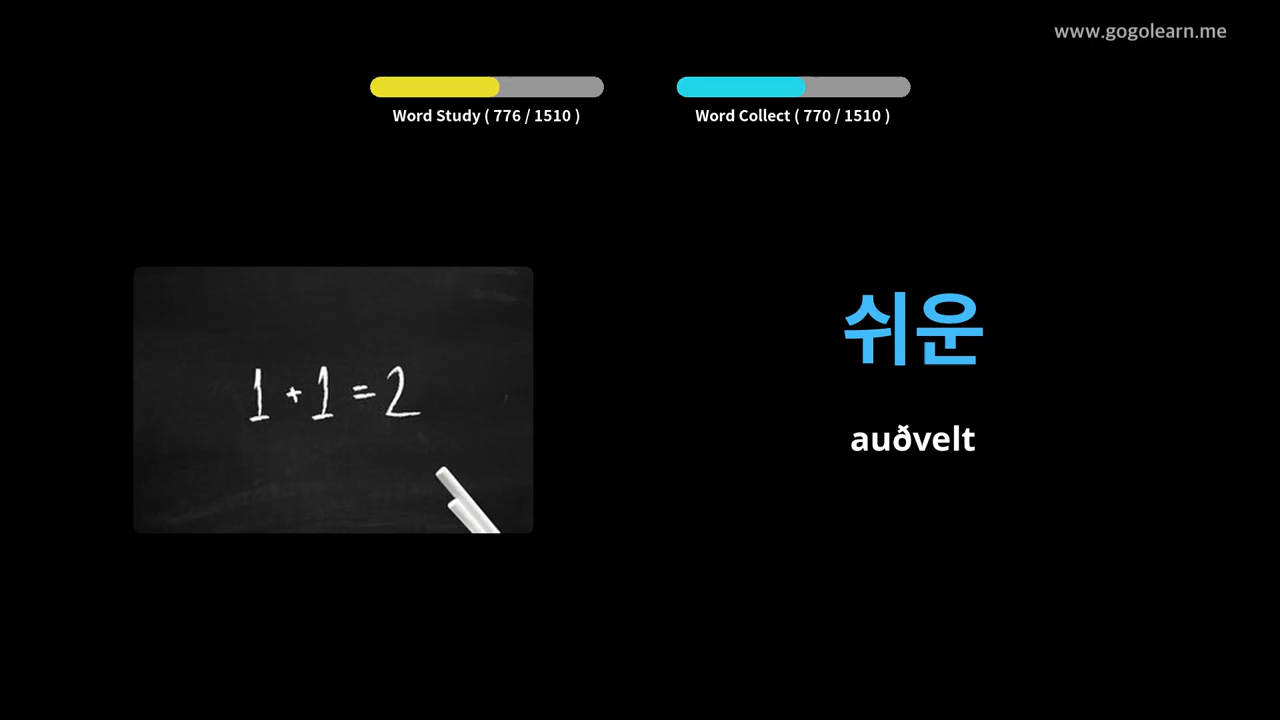 www.gogolearn.me
Word Study ( 776 / 1510 )
Word Collect ( 770 / 1510 )
1 + 1 = 2
쉬운
auðvelt